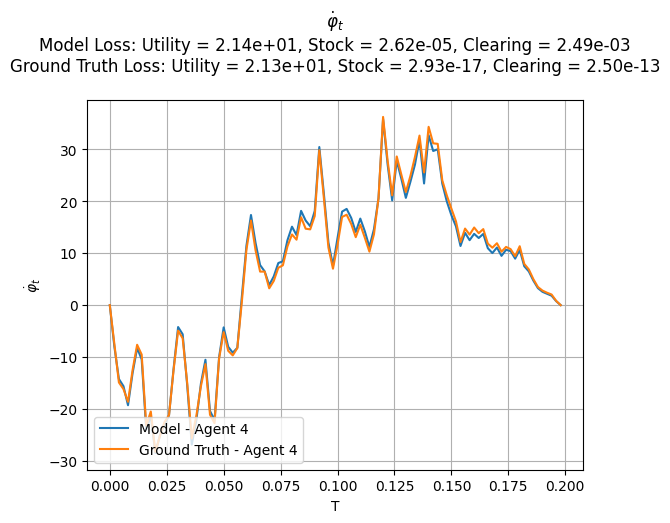 φ̇ₜ
Model Loss: Utility = 2.14e+01, Stock = 2.62e-05, Clearing = 2.49e-03
Ground Truth Loss: Utility = 2.13e+01, Stock = 2.93e-17, Clearing = 2.50e-13
φ̇ₜ
30
20
10
0
−10
−20
−30
Model - Agent 4
Ground Truth - Agent 4
0.000 0.025 0.050 0.075 0.100 0.125 0.150 0.175 0.200
T